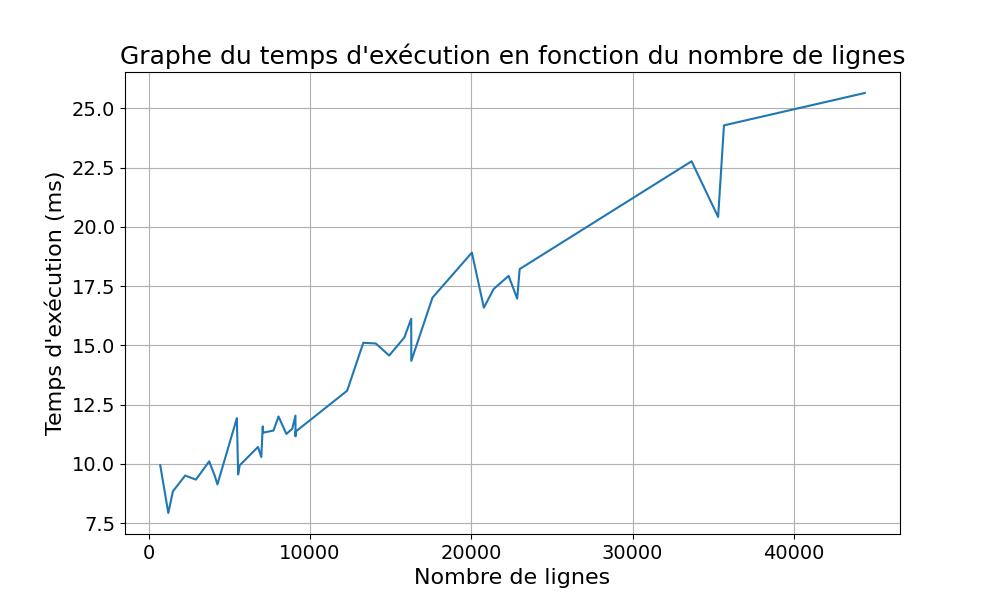 Graphe du temps d'exécution en fonction du nombre de lignes
Temps d'exécution (ms)
25.0
22.5
20.0
17.5
15.0
12.5
10.0
7.5
0 10000 20000 30000 40000
Nombre de lignes